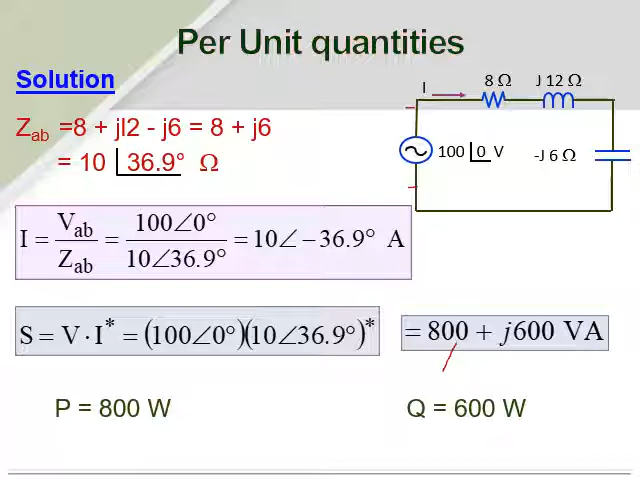 Per Unit quantities
Solution
Z_ab =8 + jI2 - j6 = 8 + j6
= 10 |36.9° Ω
I
8 Ω
J 12 Ω
100 |0 V
-J 6 Ω
I = V_ab / Z_ab = 100∠0° / 10∠36.9° = 10∠ − 36.9° A
S = V · I* = (100∠0°)(10∠36.9°)* = 800 + j600 VA
P = 800 W
Q = 600 W